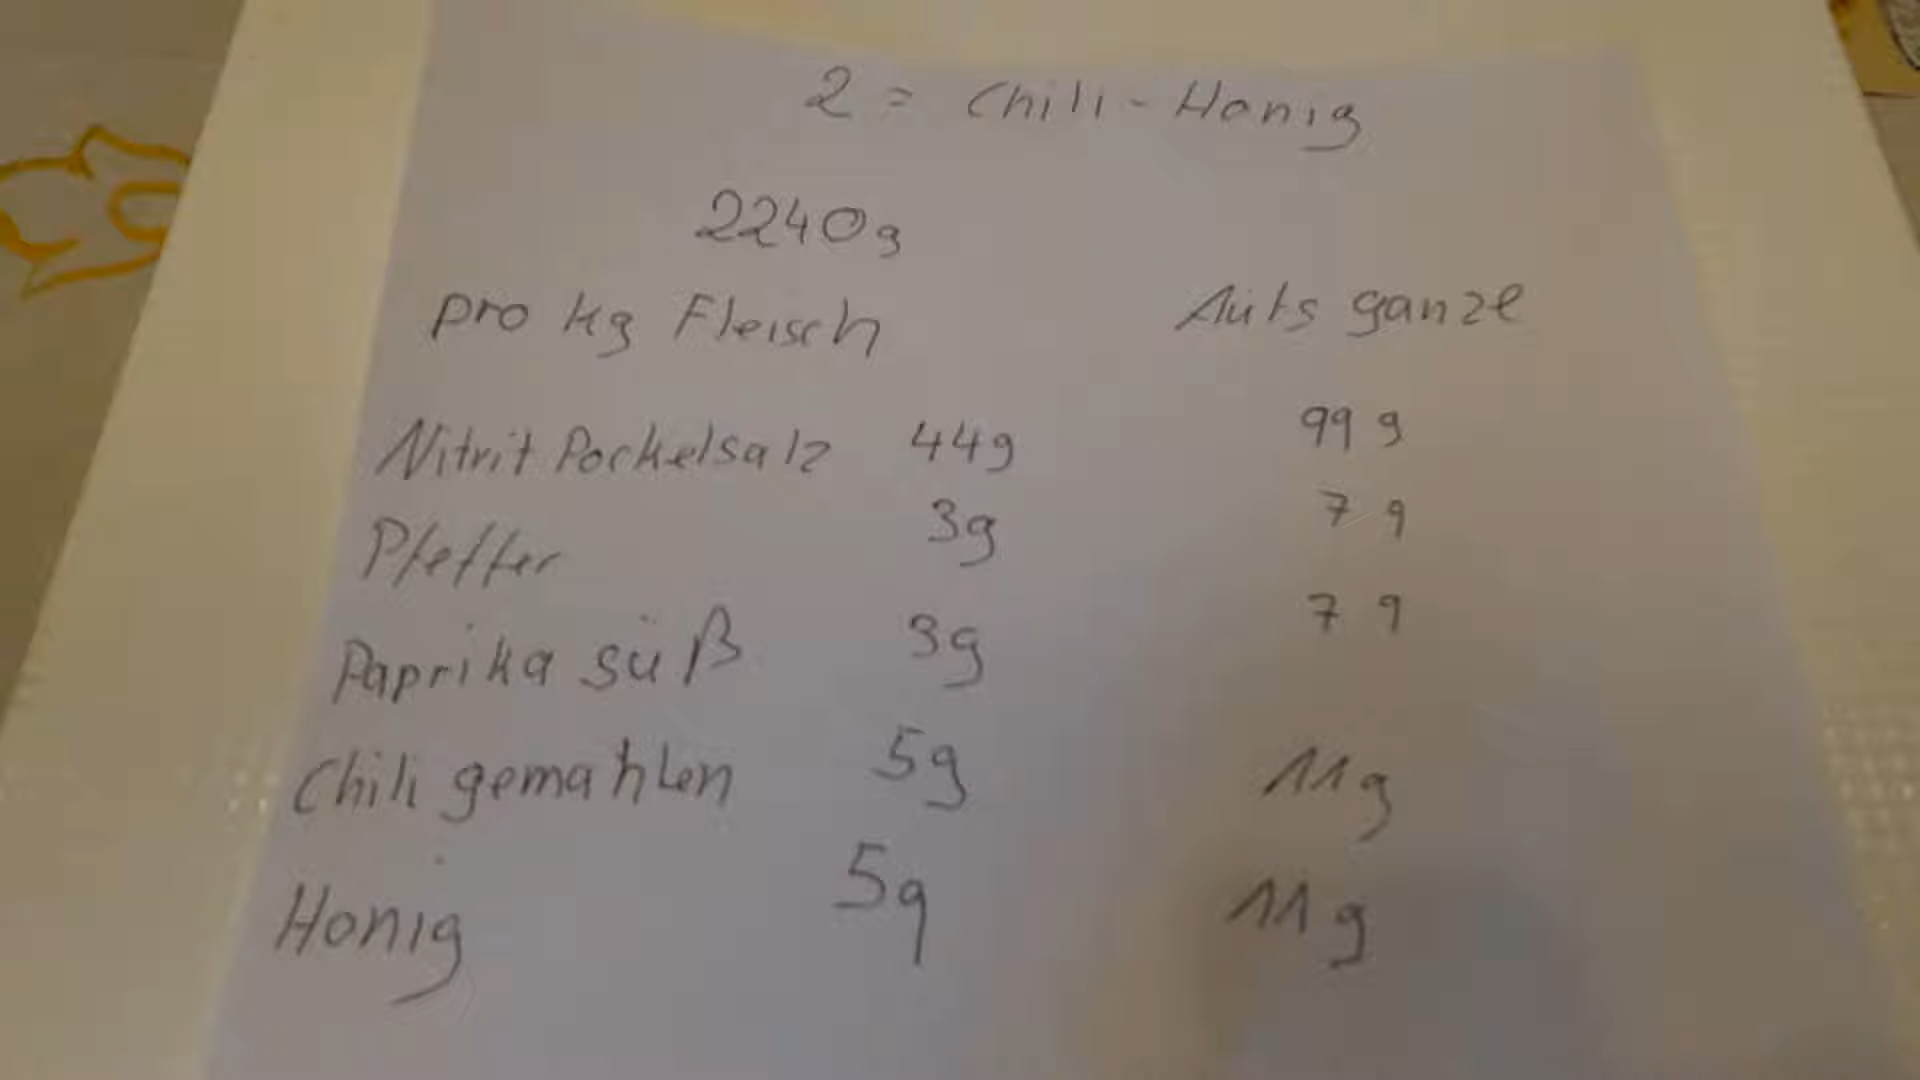 2 = Chili-Honig
2240g
pro kg Fleisch Aufs ganze
Nitrit Pöckelsalz 44g 99 g
Pfeffer 3g 7 g
Paprika süß 3g 7 g
Chili gemahlen 5g 11g
Honig 5g 11g